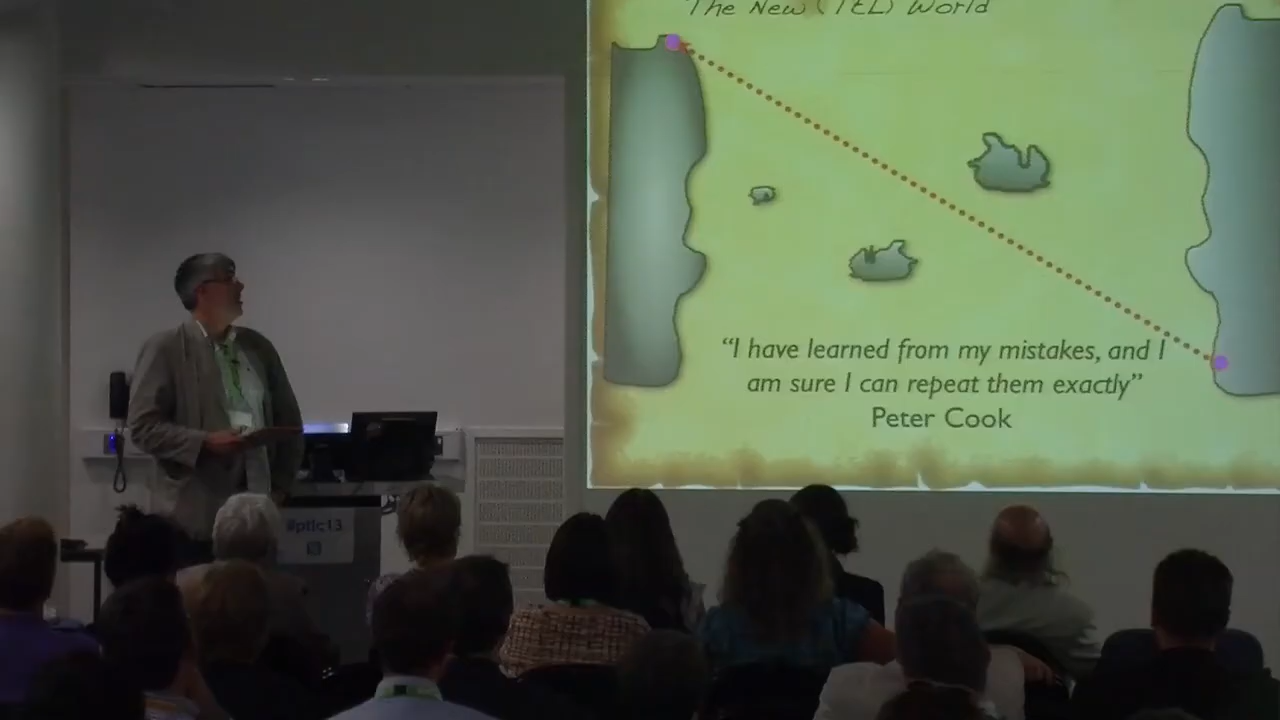 The New (TEL) World
“I have learned from my mistakes, and I
am sure I can repeat them exactly”
Peter Cook
#ptlc13